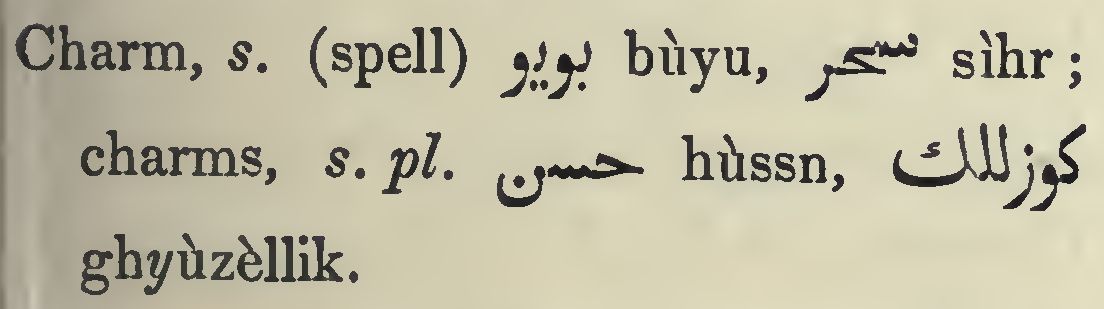 Charm, s. (spell) بويو bùyu, سحر sìhr;
charms, s. pl. حسن hùssn, كوزللك
ghyùzèllik.